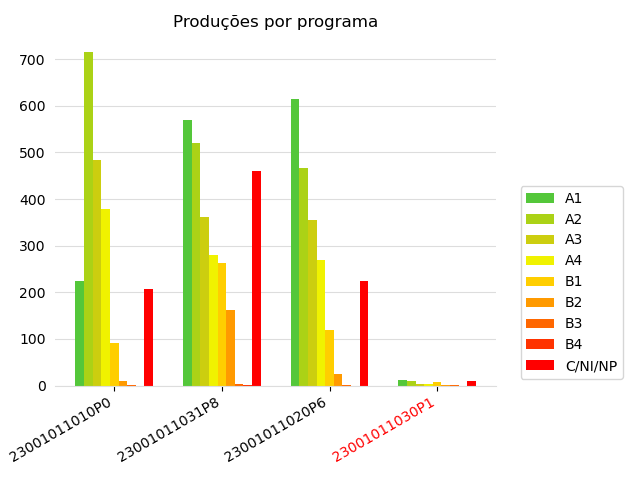 Produções por programa
700
600
500
400
300
200
100
0
23001011010P0
23001011031P8
23001011020P6
23001011030P1
A1
A2
A3
A4
B1
B2
B3
B4
C/NI/NP